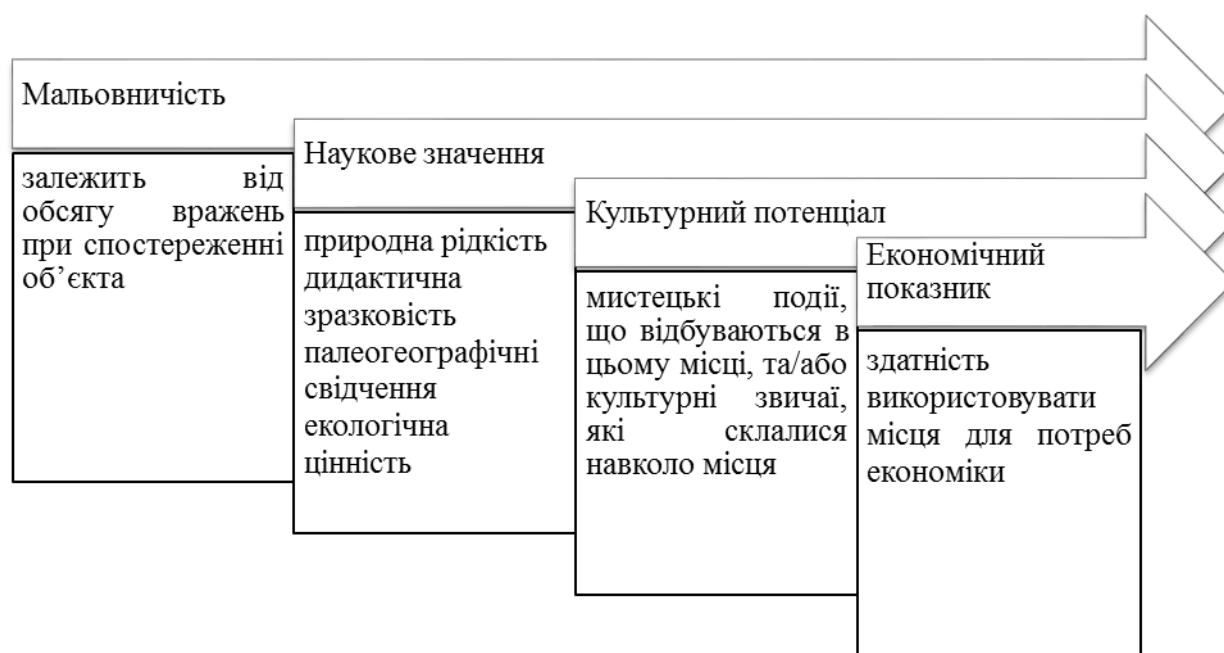 Мальовничість
залежить від
обсягу вражень
при спостереженні
об’єкта
Наукове значення
природна рідкість
дидактична
зразковість
палеогеографічні
свідчення
екологічна
цінність
Культурний потенціал
мистецькі події,
що відбуваються в
цьому місці, та/або
культурні звичаї,
які склалися
навколо місця
Економічний
показник
здатність
використовувати
місця для потреб
економіки